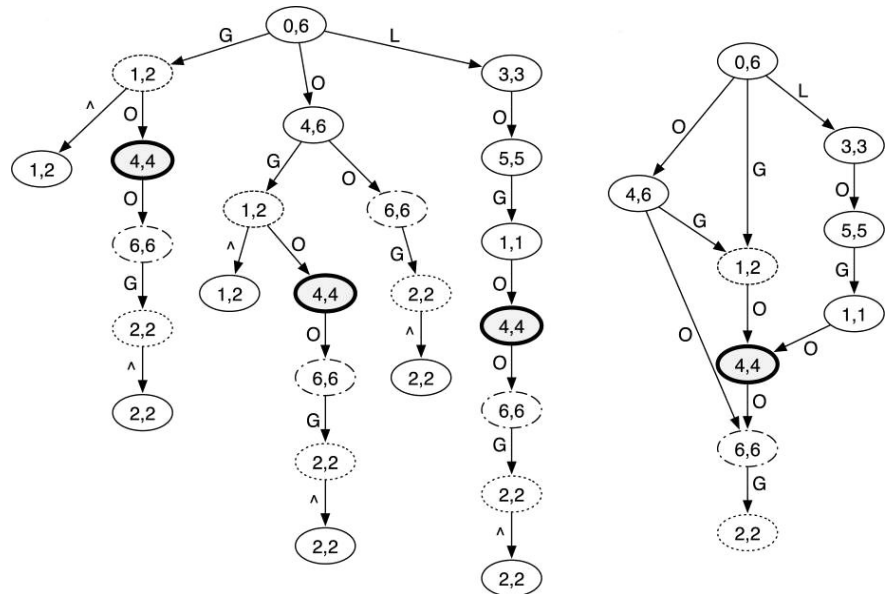 0,6
G L
1,2 O 3,3
^ O O
4,6
1,2 4,4 G O 5,5
O 1,2 6,6 G
6,6 ^ O G 1,1
G 1,2 4,4 2,2 O
2,2 O ^ 4,4
^ 6,6 2,2 O
2,2 G 6,6
2,2 G
^ 2,2
2,2 ^
2,2
0,6
O L
G 3,3
4,6 O
G 5,5
1,2 G
O 1,1
O O
4,4
O
6,6
G
2,2